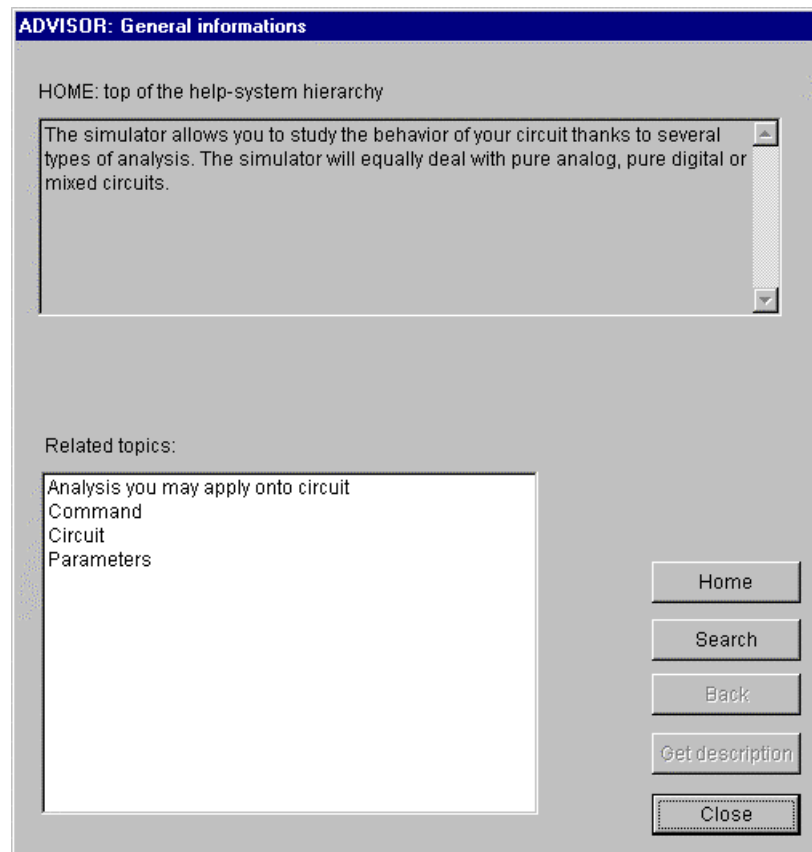 ADVISOR: General informations
HOME: top of the help-system hierarchy
The simulator allows you to study the behavior of your circuit thanks to several
types of analysis. The simulator will equally deal with pure analog, pure digital or
mixed circuits.
Related topics:
Analysis you may apply onto circuit
Command
Circuit
Parameters
Home
Search
Back
Get description
Close